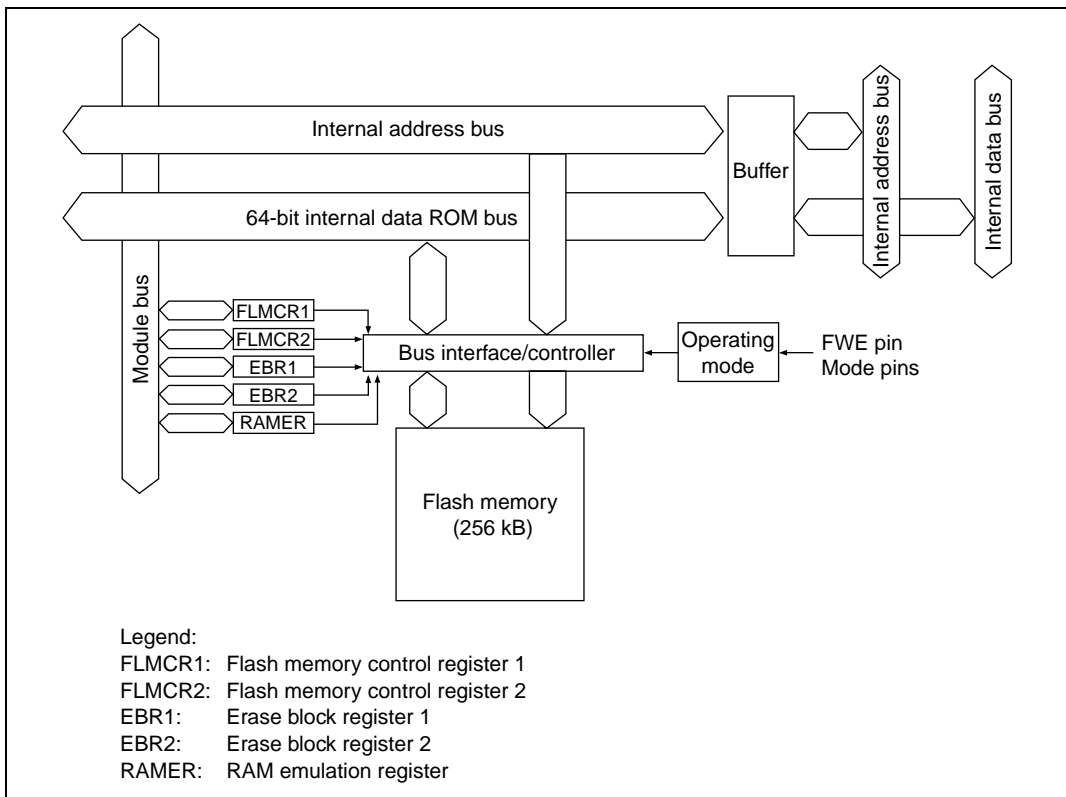 Internal address bus
64-bit internal data ROM bus
Buffer
Internal address bus
Internal data bus
Module bus
FLMCR1
FLMCR2
EBR1
EBR2
RAMER
Bus interface/controller
Operating
mode
FWE pin
Mode pins
Flash memory
(256 kB)
Legend:
FLMCR1: Flash memory control register 1
FLMCR2: Flash memory control register 2
EBR1: Erase block register 1
EBR2: Erase block register 2
RAMER: RAM emulation register